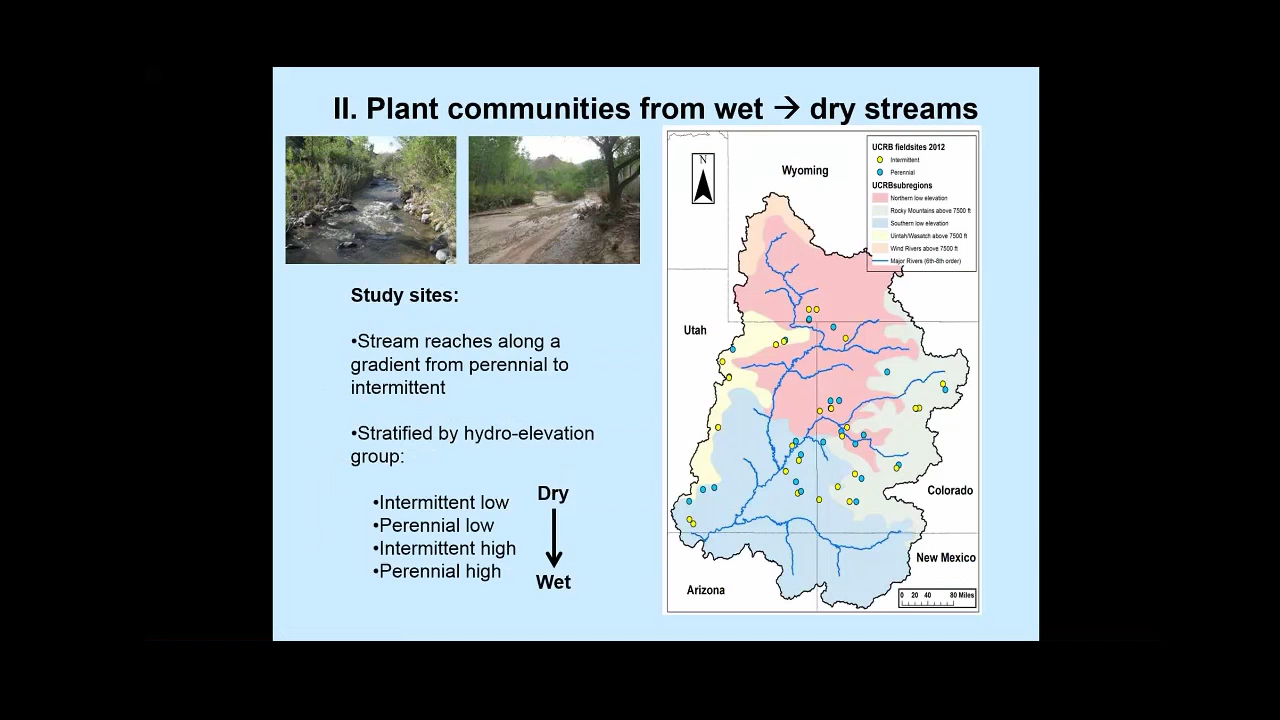 II. Plant communities from wet → dry streams
Study sites:
•Stream reaches along a
gradient from perennial to
intermittent
•Stratified by hydro-elevation
group:
•Intermittent low
•Perennial low
•Intermittent high
•Perennial high
Dry
Wet
N
Wyoming
Utah
Colorado
New Mexico
Arizona
UCRB fieldsites 2012
Intermittent
Perennial
UCRBsubregions
Northern low elevation
Rocky Mountains above 7500 ft
Southern low elevation
Uintah/Wasatch above 7500 ft
Wind Rivers above 7500 ft
Major Rivers (6th-8th order)
0 20 40 80 Miles